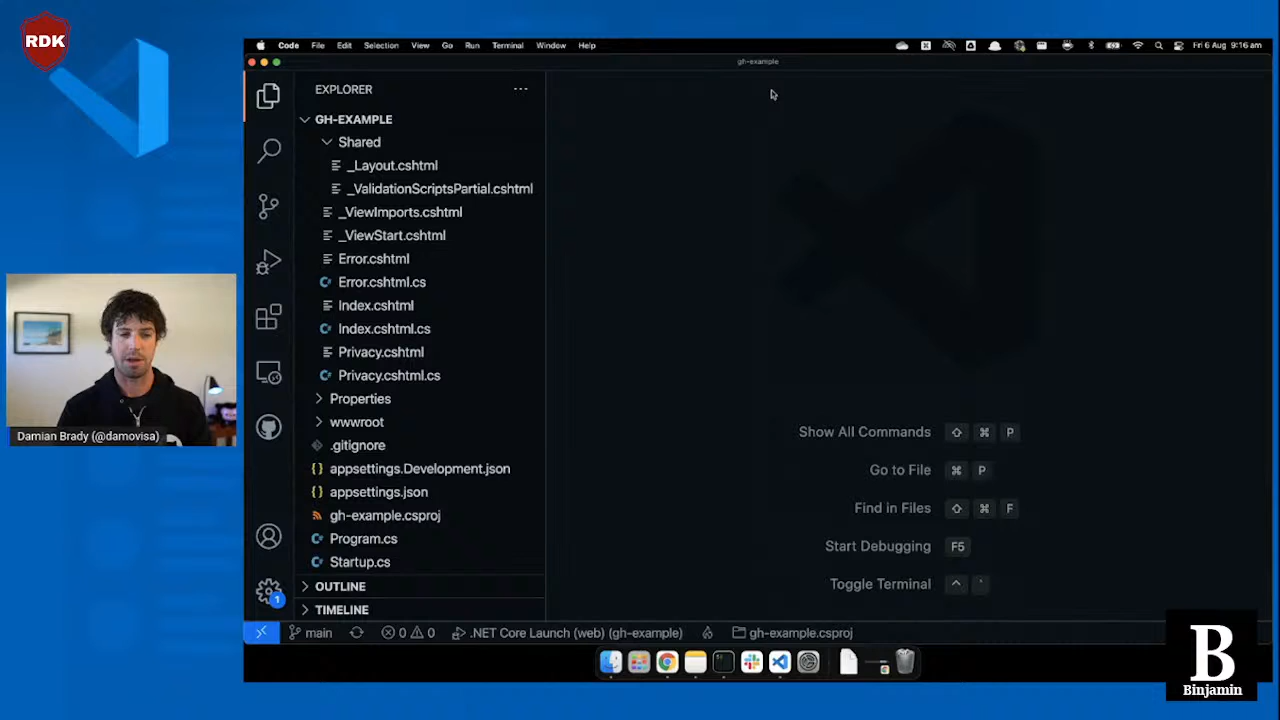 RDK
Code File Edit Selection View Go Run Terminal Window Help
Fri 6 Aug 9:16 am
gh-example
EXPLORER
GH-EXAMPLE
Shared
_Layout.cshtml
_ValidationScriptsPartial.cshtml
_ViewImports.cshtml
_ViewStart.cshtml
Error.cshtml
Error.cshtml.cs
Index.cshtml
Index.cshtml.cs
Privacy.cshtml
Privacy.cshtml.cs
Properties
wwwroot
.gitignore
appsettings.Development.json
appsettings.json
gh-example.csproj
Program.cs
Startup.cs
OUTLINE
TIMELINE
Show All Commands ⇧ ⌘ P
Go to File ⌘ P
Find in Files ⇧ ⌘ F
Start Debugging F5
Toggle Terminal ^ `
1
main 0 0 .NET Core Launch (web) (gh-example) gh-example.csproj
Damian Brady (@damovisa)
B
Binjamin